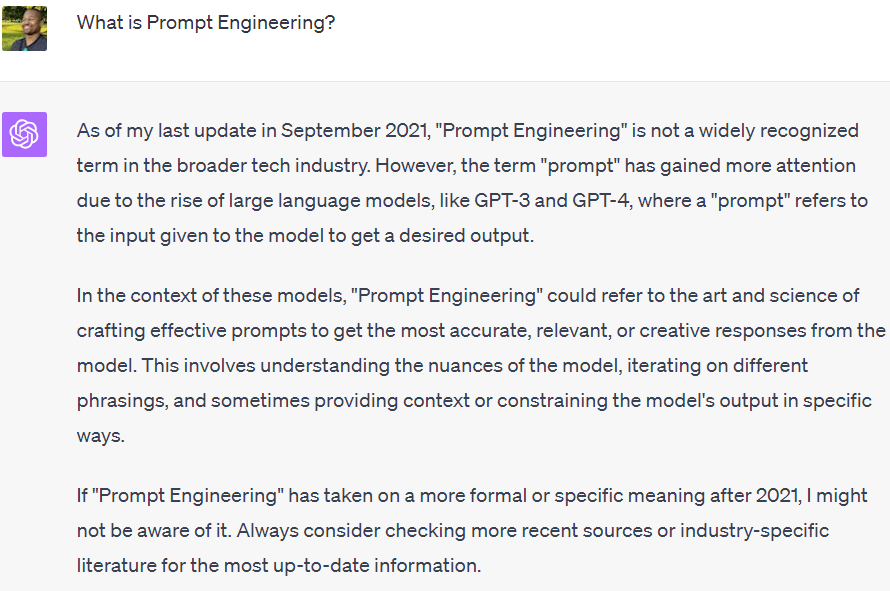 What is Prompt Engineering?
As of my last update in September 2021, "Prompt Engineering" is not a widely recognized
term in the broader tech industry. However, the term "prompt" has gained more attention
due to the rise of large language models, like GPT-3 and GPT-4, where a "prompt" refers to
the input given to the model to get a desired output.
In the context of these models, "Prompt Engineering" could refer to the art and science of
crafting effective prompts to get the most accurate, relevant, or creative responses from the
model. This involves understanding the nuances of the model, iterating on different
phrasings, and sometimes providing context or constraining the model's output in specific
ways.
If "Prompt Engineering" has taken on a more formal or specific meaning after 2021, I might
not be aware of it. Always consider checking more recent sources or industry-specific
literature for the most up-to-date information.